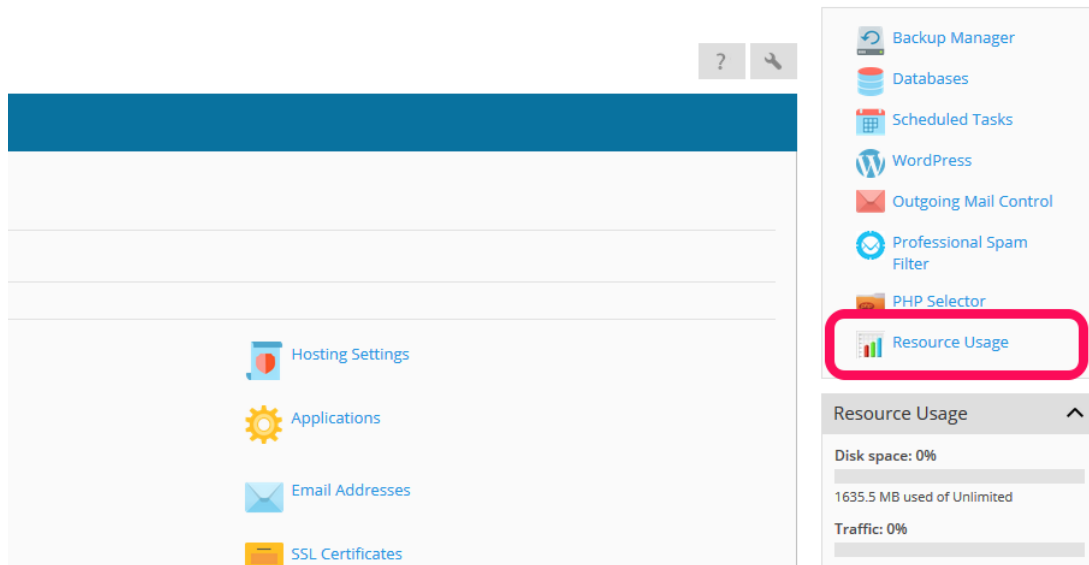 ?
Hosting Settings
Applications
Email Addresses
SSL Certificates
Backup Manager
Databases
Scheduled Tasks
WordPress
Outgoing Mail Control
Professional Spam
Filter
PHP Selector
Resource Usage
Resource Usage
Disk space: 0%
1635.5 MB used of Unlimited
Traffic: 0%